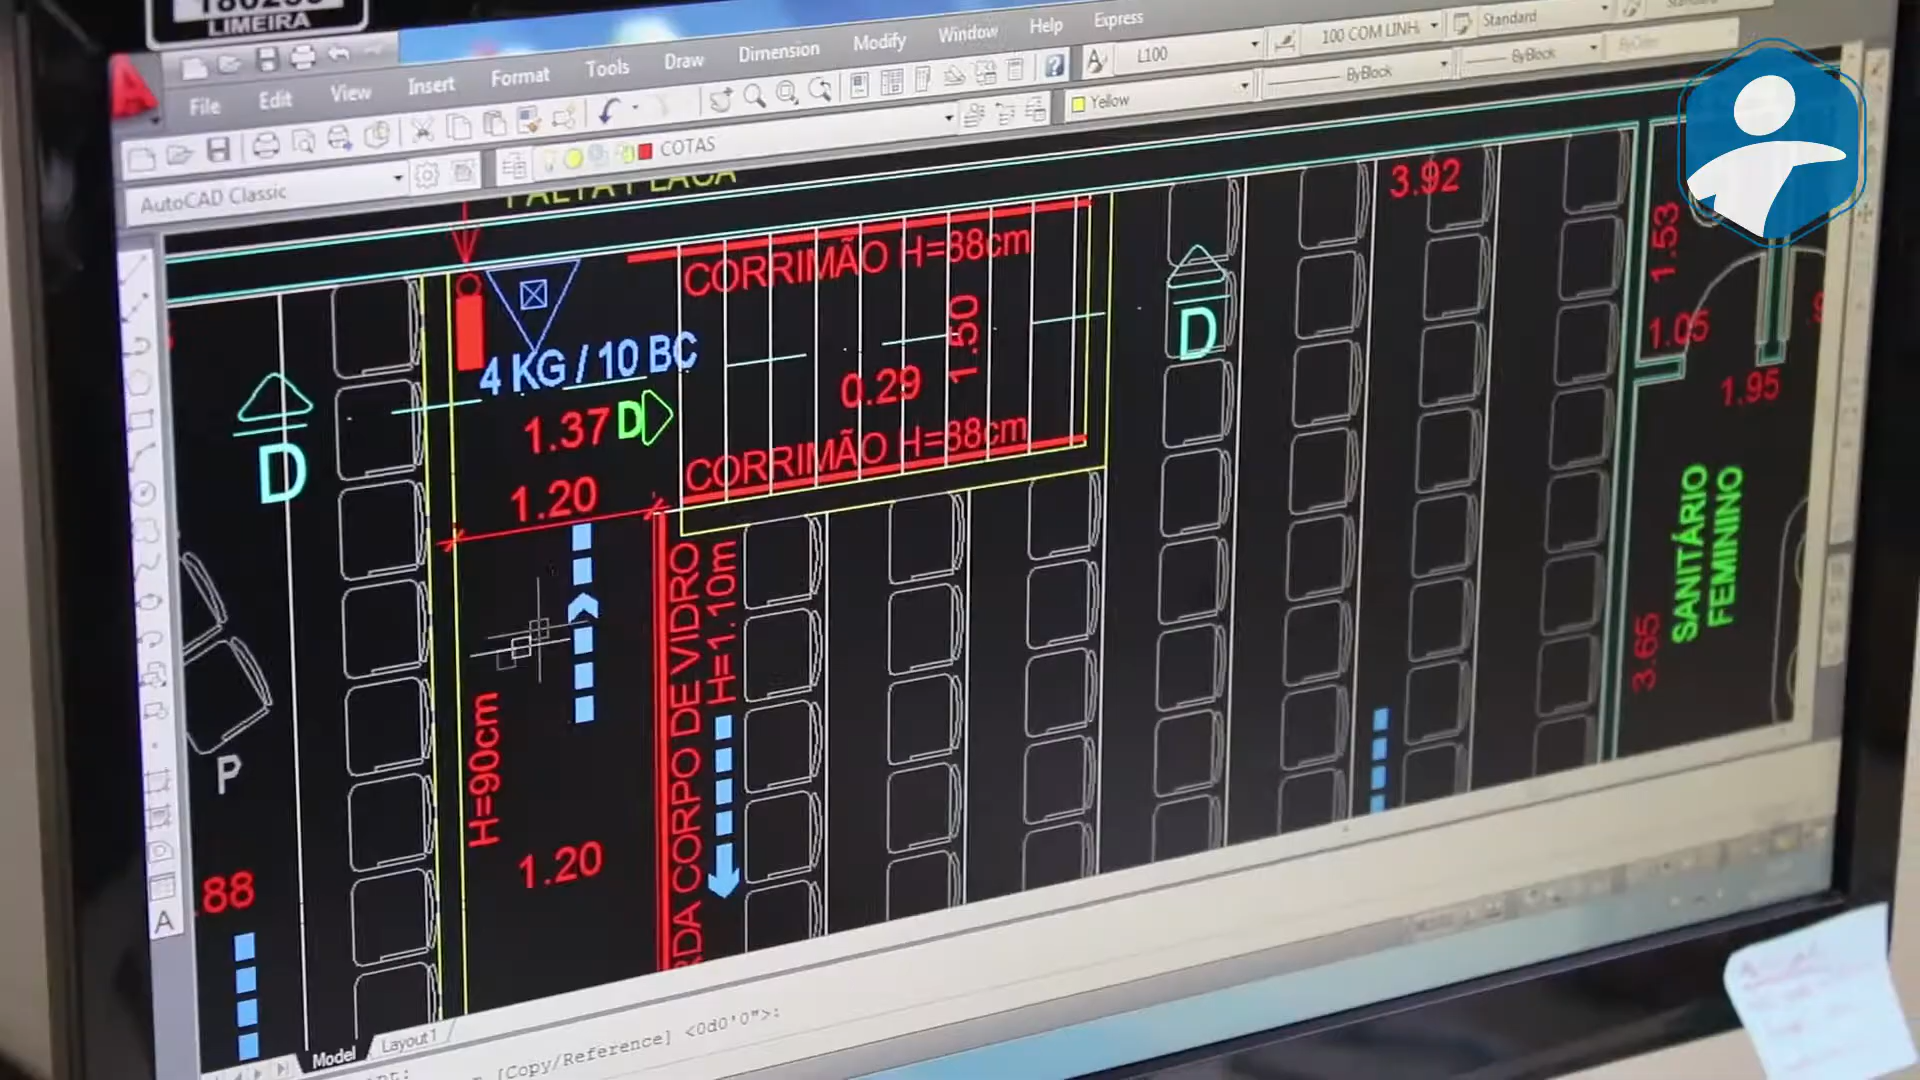 LIMEIRA
File Edit View Insert Format Tools Draw Dimension Modify Window Help Express
L100
100 COM LINH
Standard
Yellow
ByBlock
ByBlock
COTAS
AutoCAD Classic
FALTA PLACA
CORRIMÃO H=88cm
3.92
1.53
4 KG / 10 BC
1.50
D
1.05
0.29
1.95
1.37
D
CORRIMÃO H=88cm
D
1.20
SANITÁRIO
FEMININO
RDA CORPO DE VIDRO
H=1.10m
3.65
H=90cm
P
1.20
88
A
Model
Layout1
[Copy/Reference] <0d0'0">: